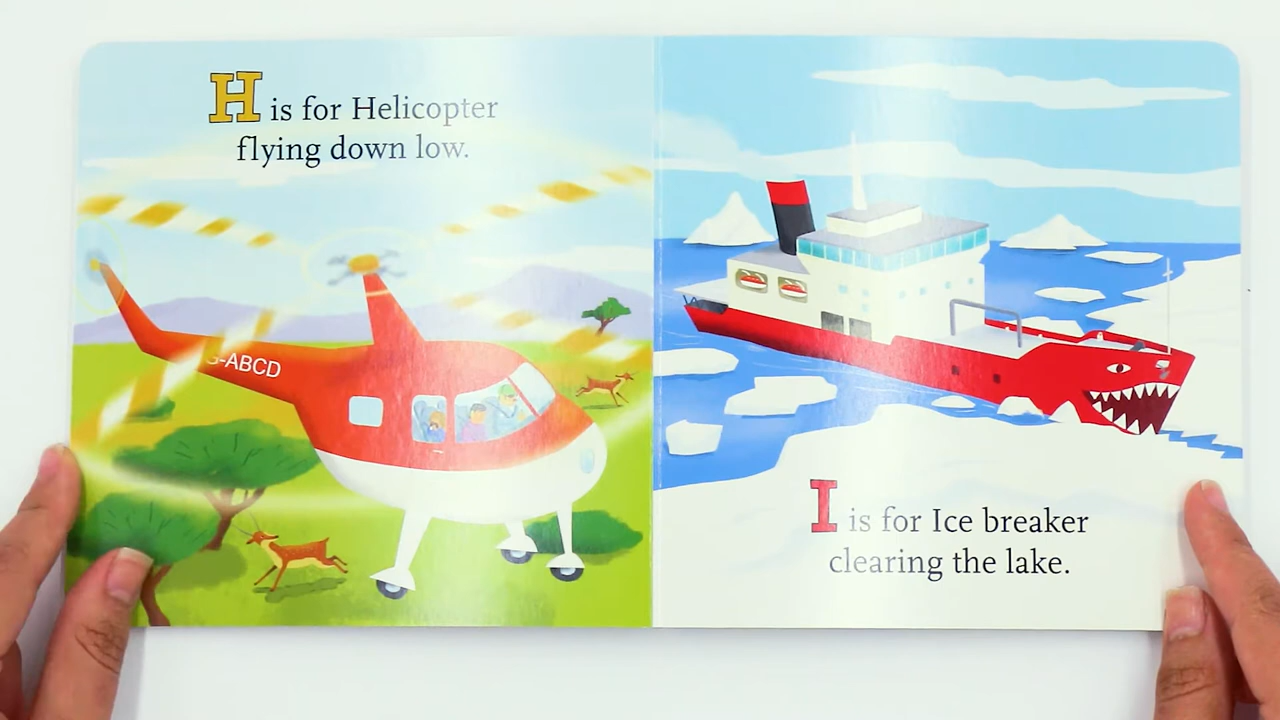 H is for Helicopter
flying down low.
G-ABCD
I is for Ice breaker
clearing the lake.